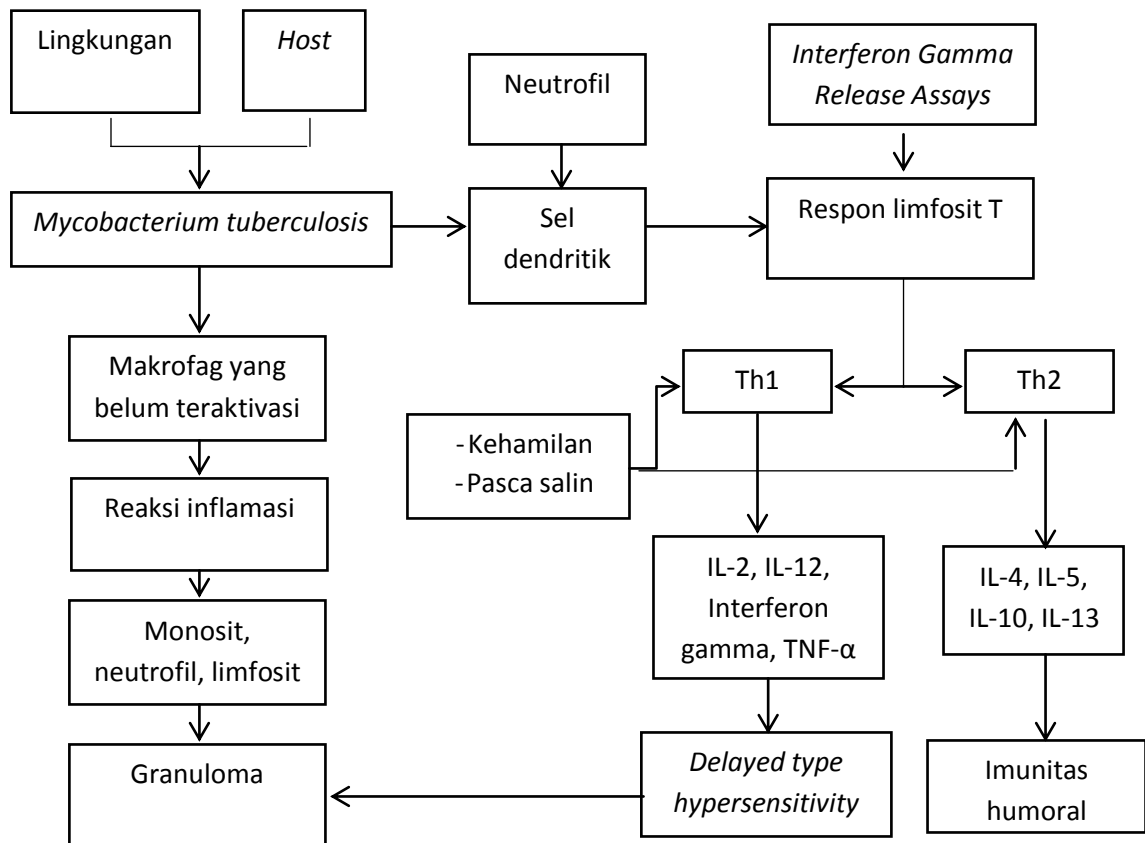 Lingkungan
Host
Neutrofil
Interferon Gamma
Release Assays
Mycobacterium tuberculosis
Sel
dendritik
Respon limfosit T
Makrofag yang
belum teraktivasi
Th1
Th2
-Kehamilan
-Pasca salin
Reaksi inflamasi
IL-2, IL-12,
Interferon
gamma, TNF-α
IL-4, IL-5,
IL-10, IL-13
Monosit,
neutrofil, limfosit
Granuloma
Delayed type
hypersensitivity
Imunitas
humoral